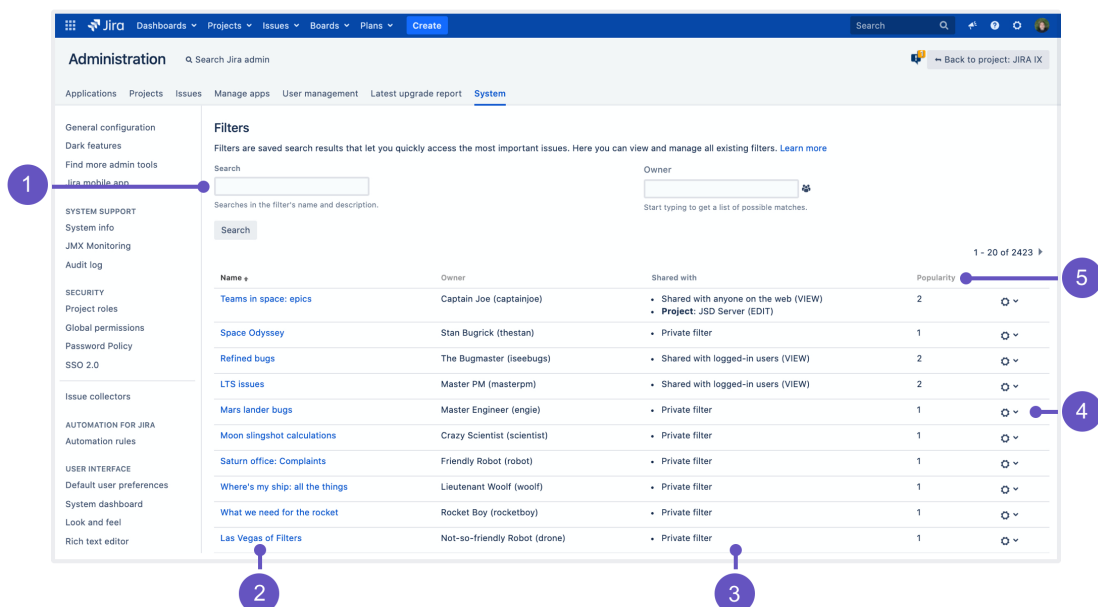 Jira Dashboards Projects Issues Boards Plans Create Search
Administration Search Jira admin Back to project: JIRA IX
Applications Projects Issues Manage apps User management Latest upgrade report System
General configuration
Dark features
Find more admin tools
Jira mobile app
SYSTEM SUPPORT
System info
JMX Monitoring
Audit log
SECURITY
Project roles
Global permissions
Password Policy
SSO 2.0
Issue collectors
AUTOMATION FOR JIRA
Automation rules
USER INTERFACE
Default user preferences
System dashboard
Look and feel
Rich text editor
Filters
Filters are saved search results that let you quickly access the most important issues. Here you can view and manage all existing filters. Learn more
Search
Searches in the filter's name and description.
Owner
Start typing to get a list of possible matches.
Search
1 - 20 of 2423
Name Owner Shared with Popularity
Teams in space: epics Captain Joe (captainjoe) • Shared with anyone on the web (VIEW) 2
• Project: JSD Server (EDIT)
Space Odyssey Stan Bugrick (thestan) • Private filter 1
Refined bugs The Bugmaster (iseebugs) • Shared with logged-in users (VIEW) 2
LTS issues Master PM (masterpm) • Shared with logged-in users (VIEW) 2
Mars lander bugs Master Engineer (engie) • Private filter 1
Moon slingshot calculations Crazy Scientist (scientist) • Private filter 1
Saturn office: Complaints Friendly Robot (robot) • Private filter 1
Where's my ship: all the things Lieutenant Woolf (woolf) • Private filter 1
What we need for the rocket Rocket Boy (rocketboy) • Private filter 1
Las Vegas of Filters Not-so-friendly Robot (drone) • Private filter 1
1
2
3
4
5